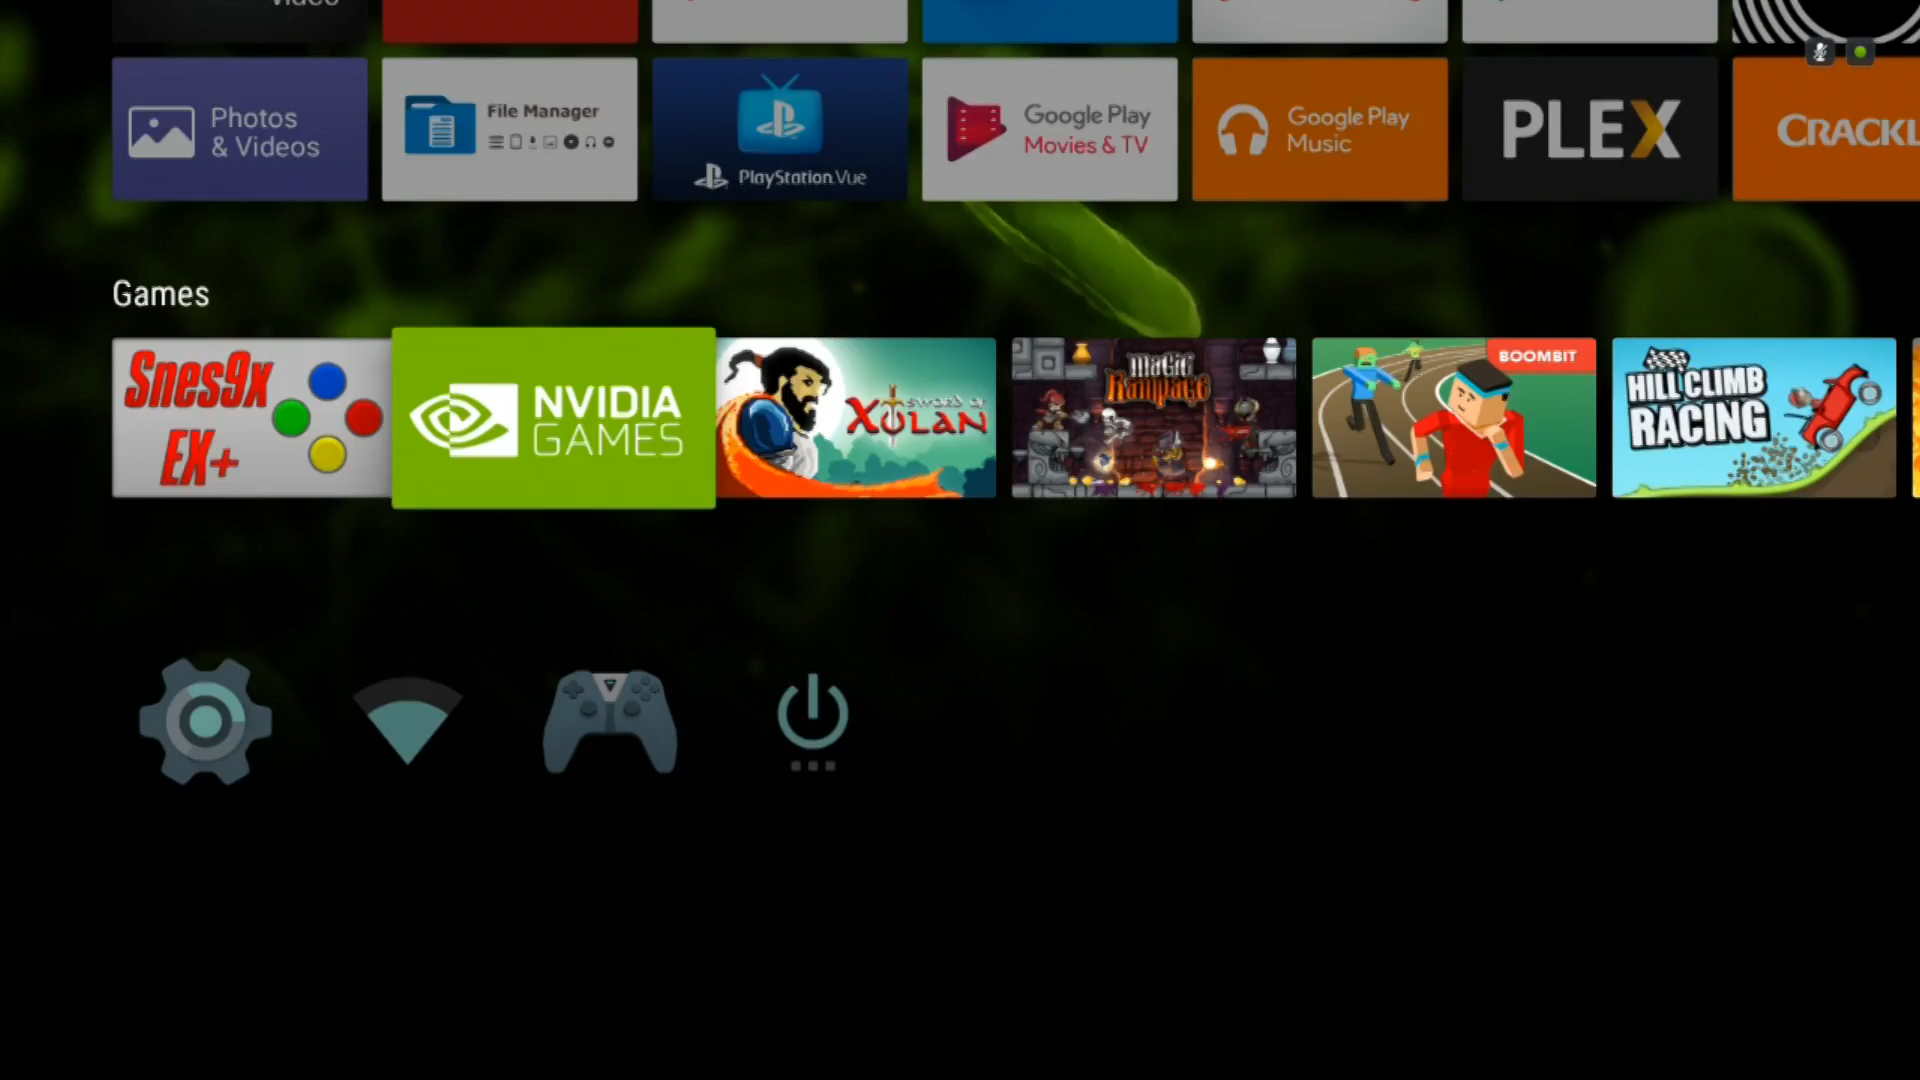 Photos
& Videos
File Manager
PlayStation Vue
Google Play
Movies & TV
Google Play
Music
PLEX
CRACKL
Games
Snes9x
EX+
NVIDIA
GAMES
SWORD OF
XOLAN
MAGIC
RAMPAGE
BOOMBIT
HILL CLIMB
RACING